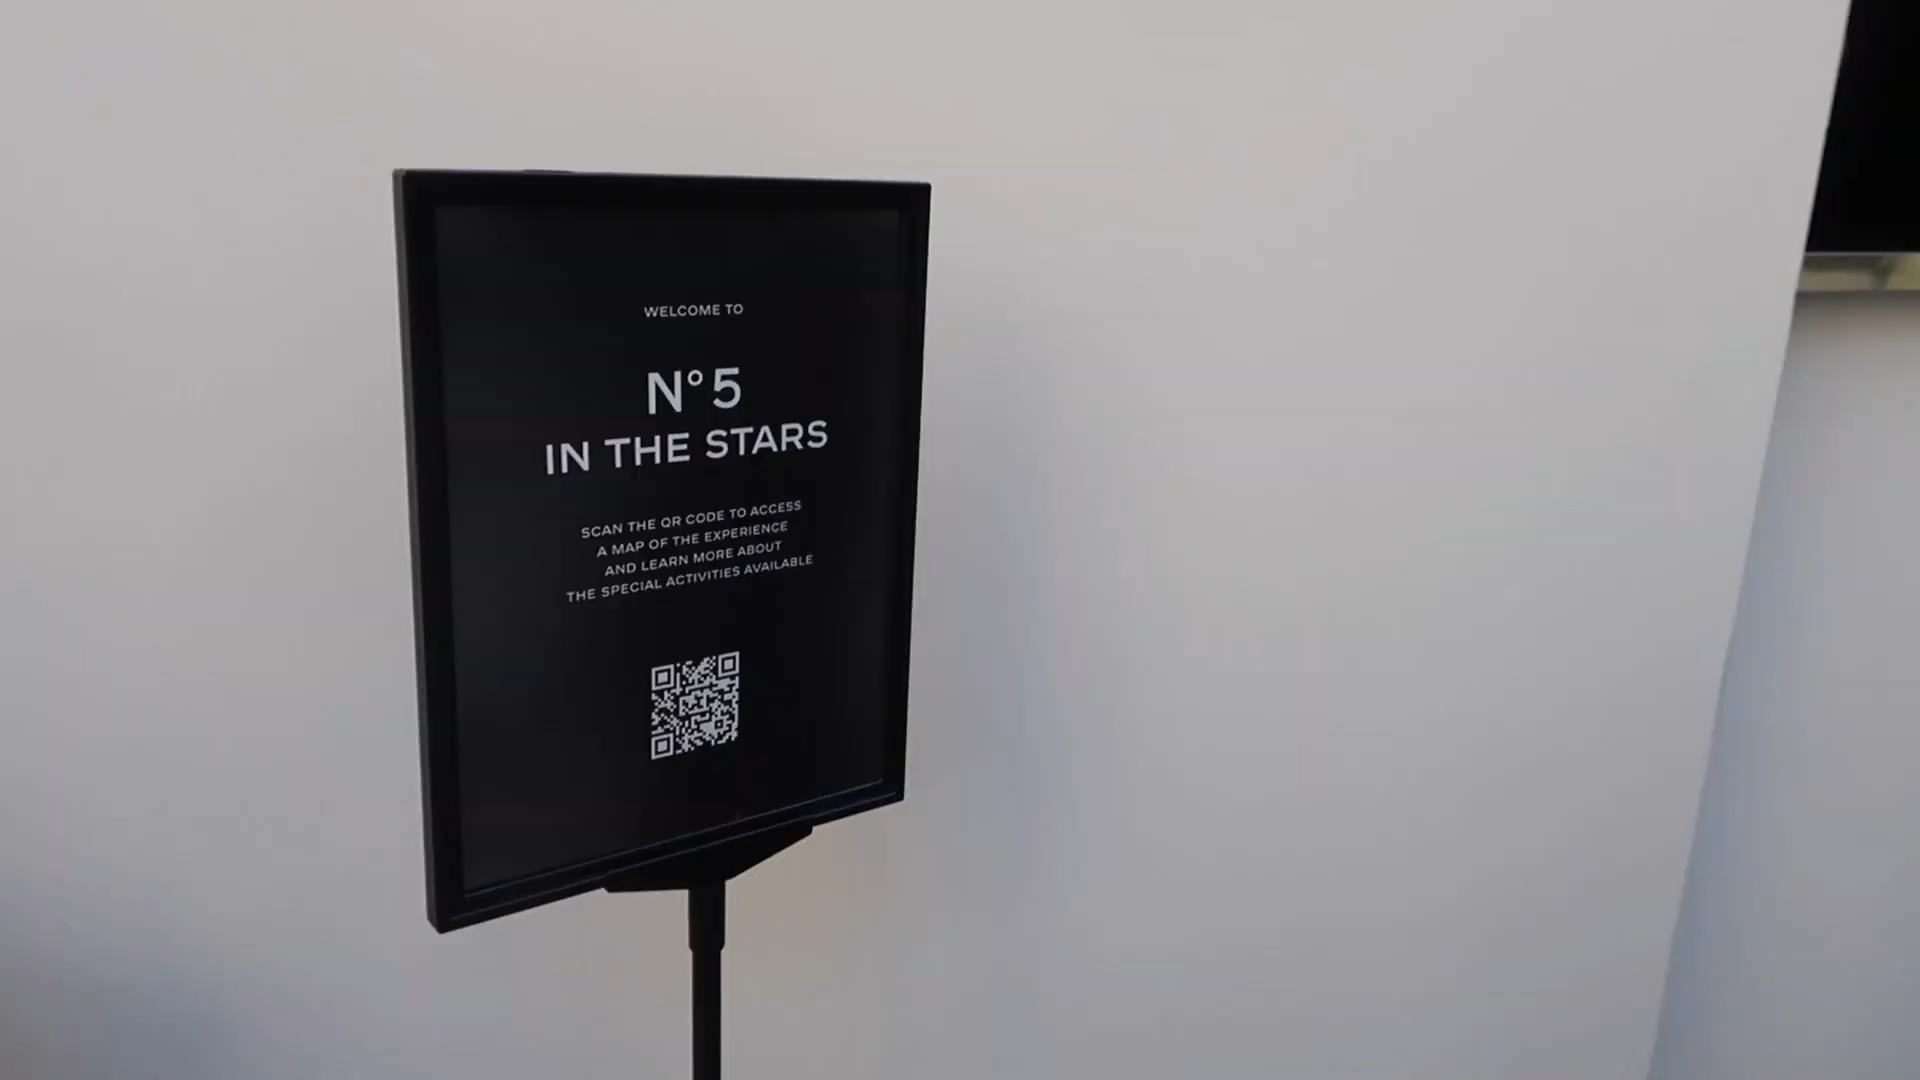 WELCOME TO
N°5
IN THE STARS
SCAN THE QR CODE TO ACCESS
A MAP OF THE EXPERIENCE
AND LEARN MORE ABOUT
THE SPECIAL ACTIVITIES AVAILABLE